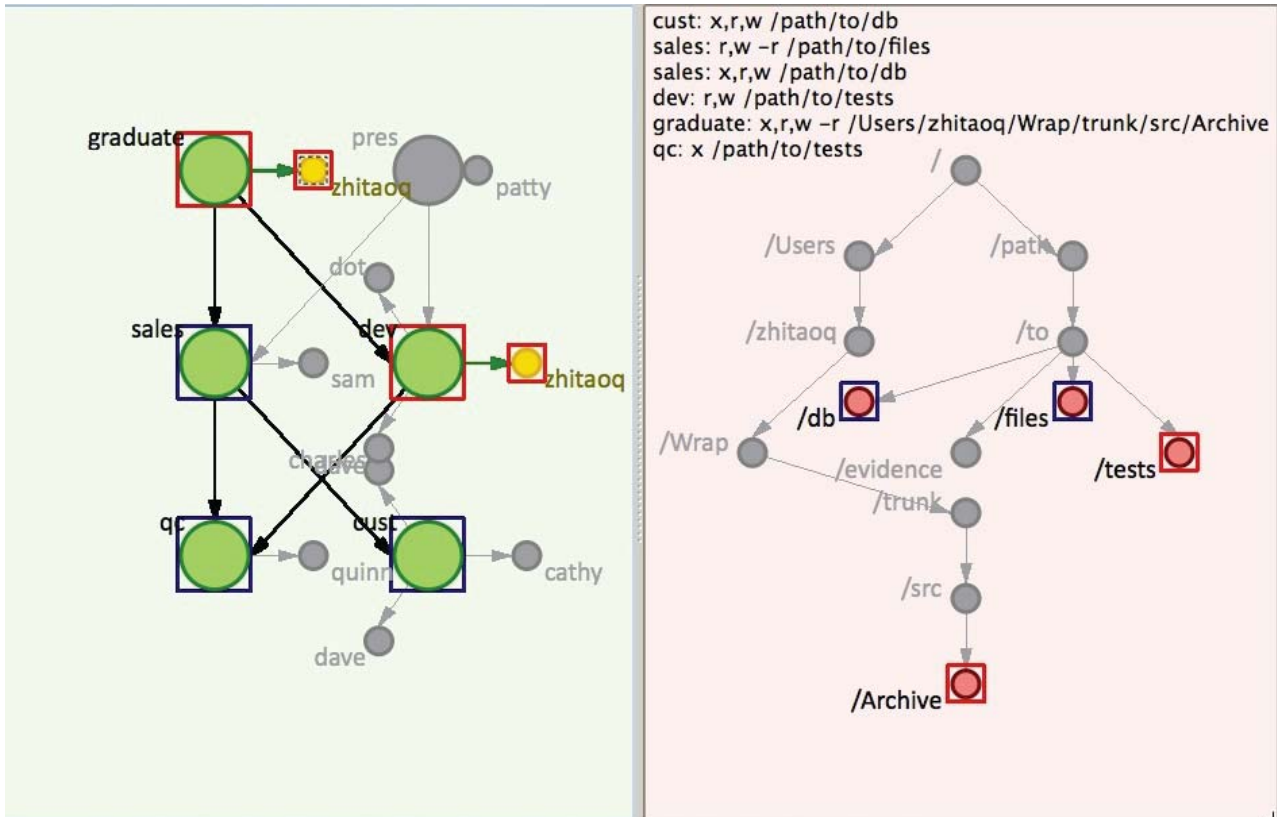 graduate
zhitaoq
pres
patty
dot
sales
sam
dev
zhitaoq
charles
dave
qc
quinn
cust
cathy
dave
cust: x,r,w /path/to/db
sales: r,w -r /path/to/files
sales: x,r,w /path/to/db
dev: r,w /path/to/tests
graduate: x,r,w -r /Users/zhitaoq/Wrap/trunk/src/Archive
qc: x /path/to/tests
/
/Users
/path
/zhitaoq
/to
/db
/files
/Wrap
/evidence
/tests
/trunk
/src
/Archive